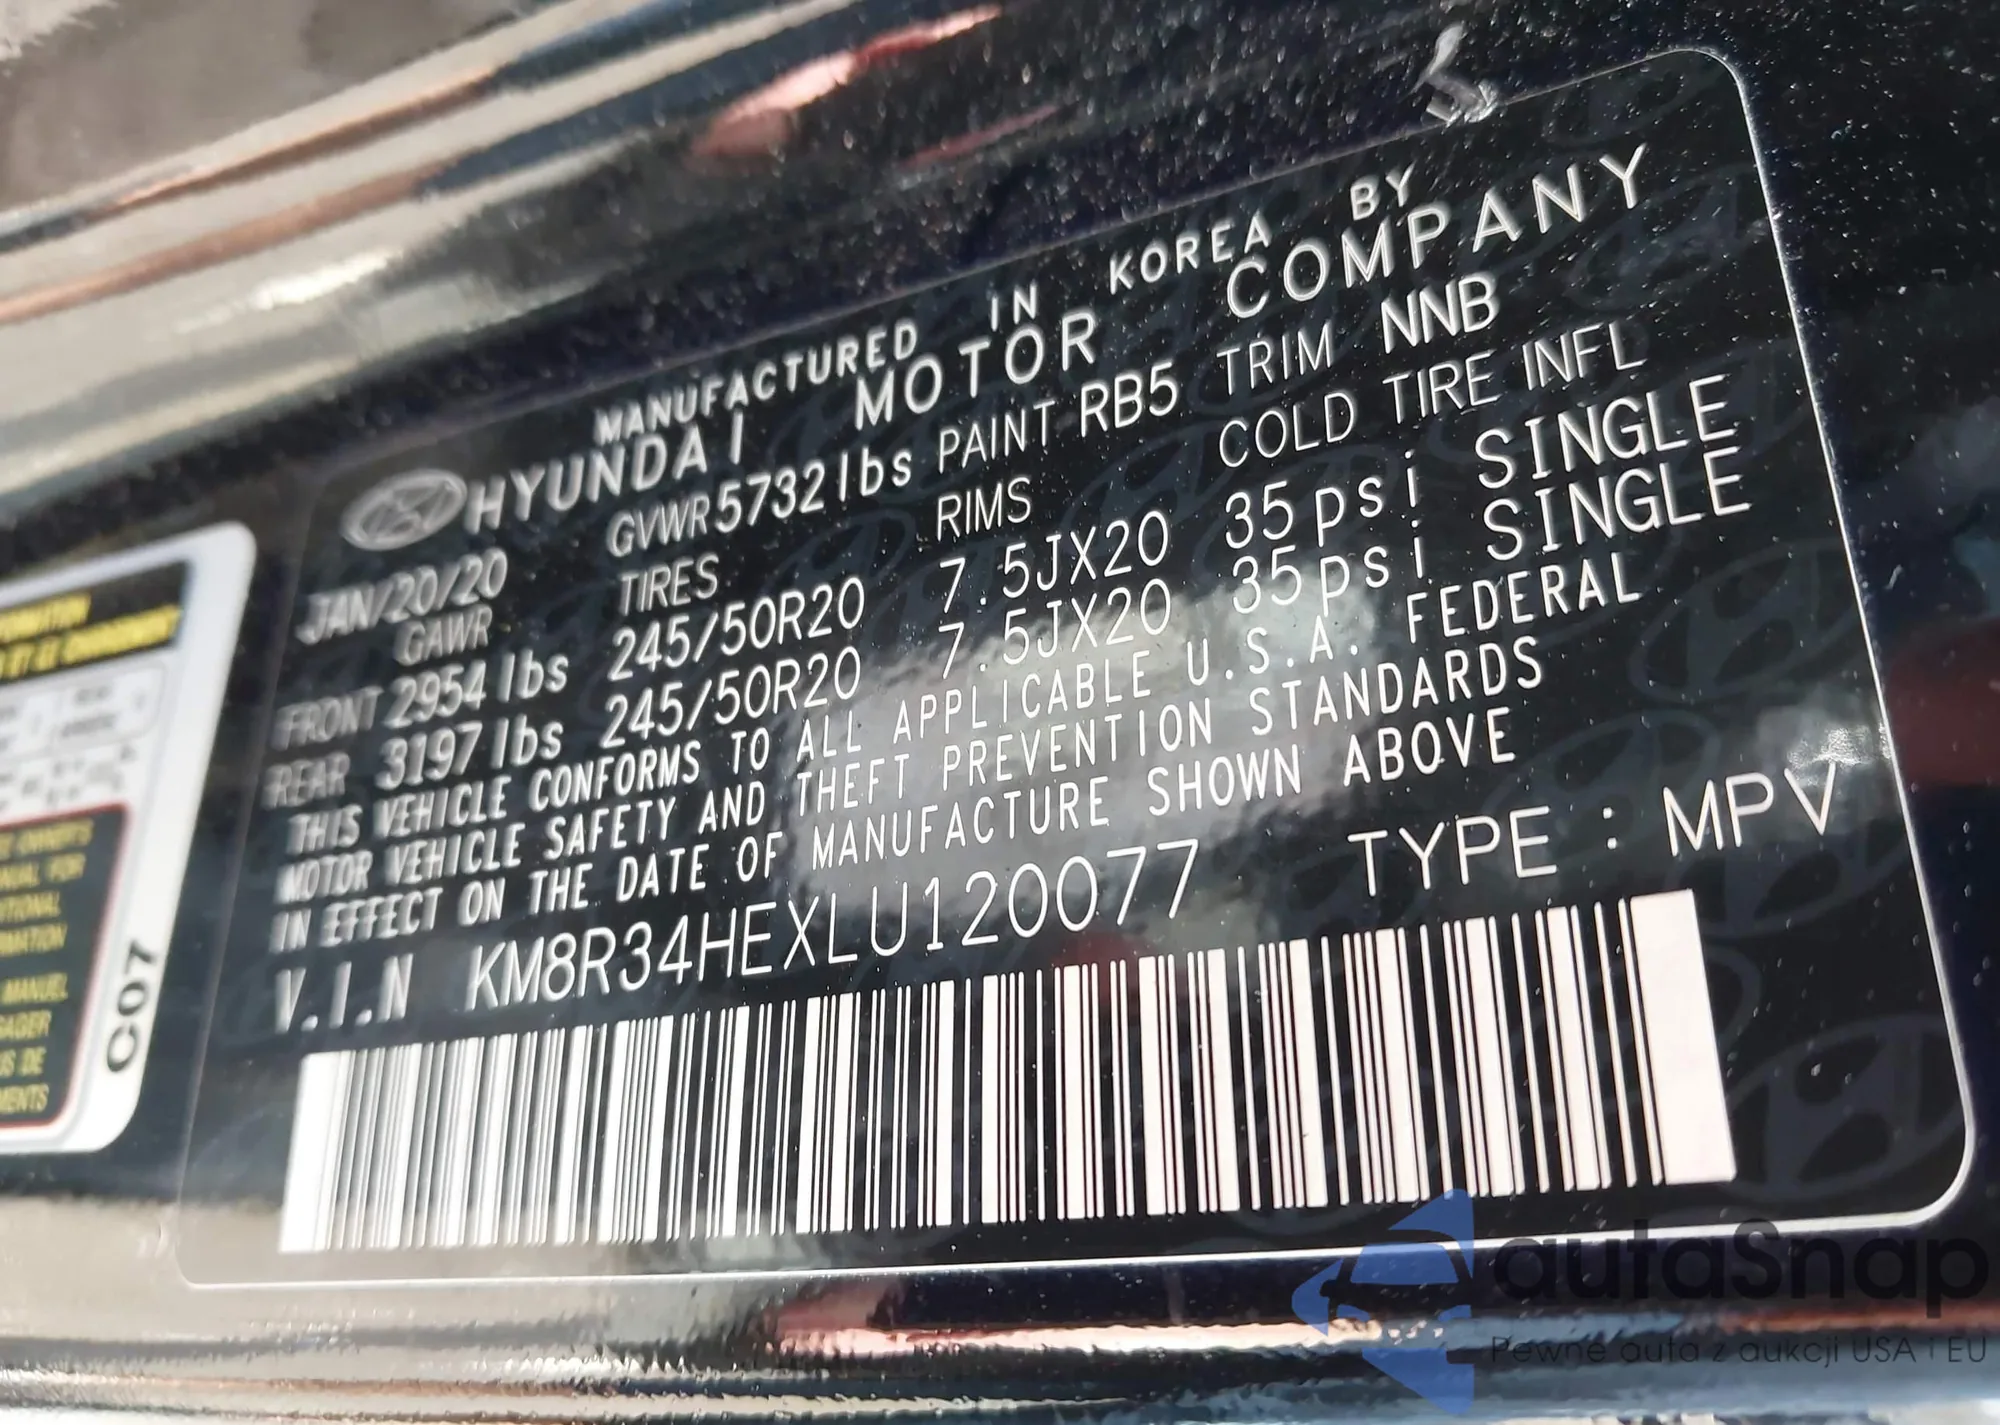 MANUFACTURED IN KOREA BY
HYUNDAI MOTOR COMPANY
JAN/20/20 GVWR 5732 lbs PAINT RB5 TRIM NNB
GAWR TIRES RIMS COLD TIRE INFL
FRONT 2954 lbs 245/50R20 7.5JX20 35psi SINGLE
REAR 3197 lbs 245/50R20 7.5JX20 35psi SINGLE
THIS VEHICLE CONFORMS TO ALL APPLICABLE U.S.A. FEDERAL
MOTOR VEHICLE SAFETY AND THEFT PREVENTION STANDARDS
IN EFFECT ON THE DATE OF MANUFACTURE SHOWN ABOVE
V.I.N KM8R34HEXLU120077 TYPE : MPV
C07
MANUEL
DE
autaSnap
Pewne auta z aukcji USA i EU